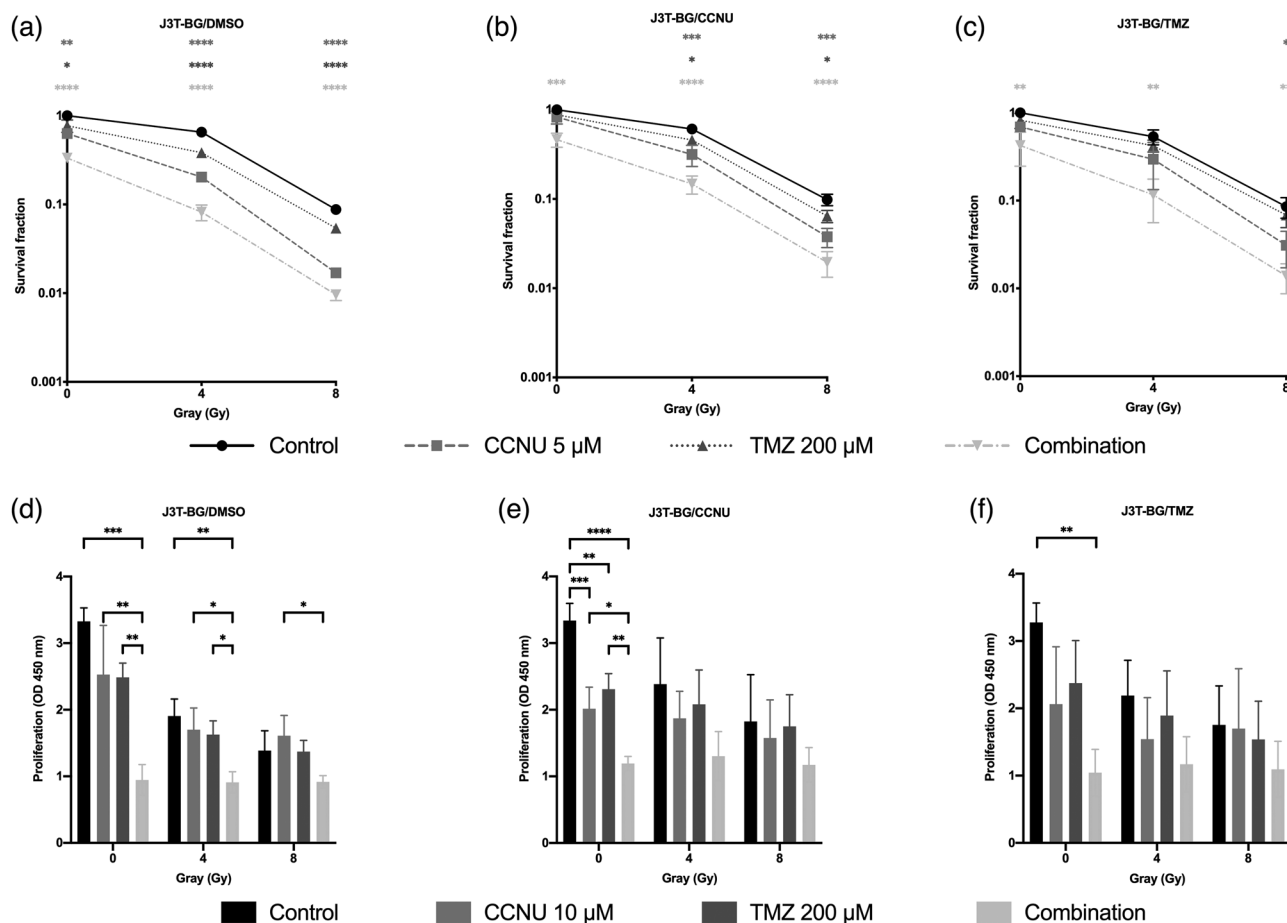 (a) J3T-BG/DMSO
** **** ****
* **** ****
**** **** ****
1
0.1
0.01
0.001
Survival fraction
0 4 8
Gray (Gy)
(b) J3T-BG/CCNU
*** ***
* *
*** **** ****
1
0.1
0.01
0.001
Survival fraction
0 4 8
Gray (Gy)
(c) J3T-BG/TMZ
** **
1
0.1
0.01
0.001
Survival fraction
0 4 8
Gray (Gy)
Control CCNU 5 μM TMZ 200 μM Combination
(d) J3T-BG/DMSO
*** **
** * *
** *
4
3
2
1
0
Proliferation (OD 450 nm)
0 4 8
Gray (Gy)
(e) J3T-BG/CCNU
****
**
***
*
**
4
3
2
1
0
Proliferation (OD 450 nm)
0 4 8
Gray (Gy)
(f) J3T-BG/TMZ
**
4
3
2
1
0
Proliferation (OD 450 nm)
0 4 8
Gray (Gy)
Control CCNU 10 μM TMZ 200 μM Combination